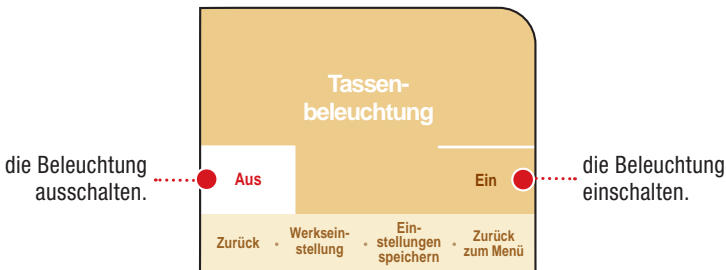 Tassen-
beleuchtung
die Beleuchtung
ausschalten.
Aus
Ein
die Beleuchtung
einschalten.
Zurück
Werksein-
stellung
Ein-
stellungen
speichern
Zurück
zum Menü